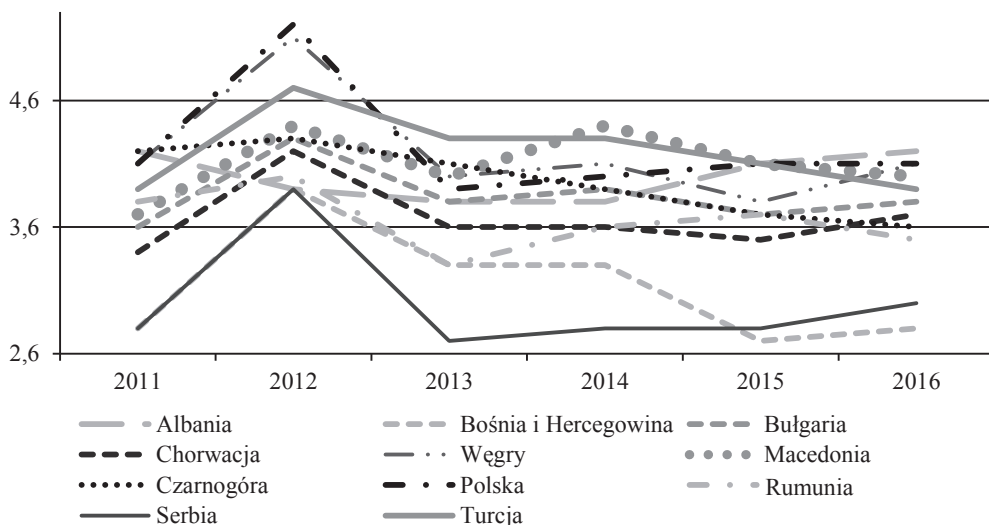 4,6
3,6
2,6
2011 2012 2013 2014 2015 2016
Albania Bośnia i Hercegowina Bułgaria
Chorwacja Węgry Macedonia
Czarnogóra Polska Rumunia
Serbia Turcja